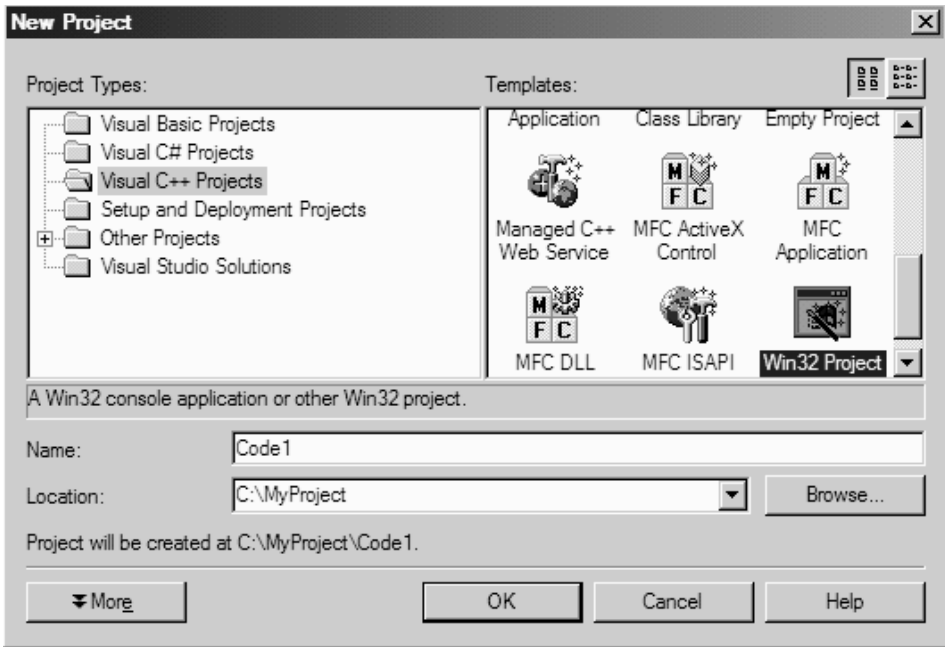 New Project
Project Types:
Templates:
Visual Basic Projects
Visual C# Projects
Visual C++ Projects
Setup and Deployment Projects
Other Projects
Visual Studio Solutions
Application
Class Library
Empty Project
Managed C++
Web Service
MFC ActiveX
Control
MFC
Application
MFC DLL
MFC ISAPI
Win32 Project
A Win32 console application or other Win32 project.
Name:
Code1
Location:
C:\MyProject
Browse...
Project will be created at C:\MyProject\Code1.
More
OK
Cancel
Help